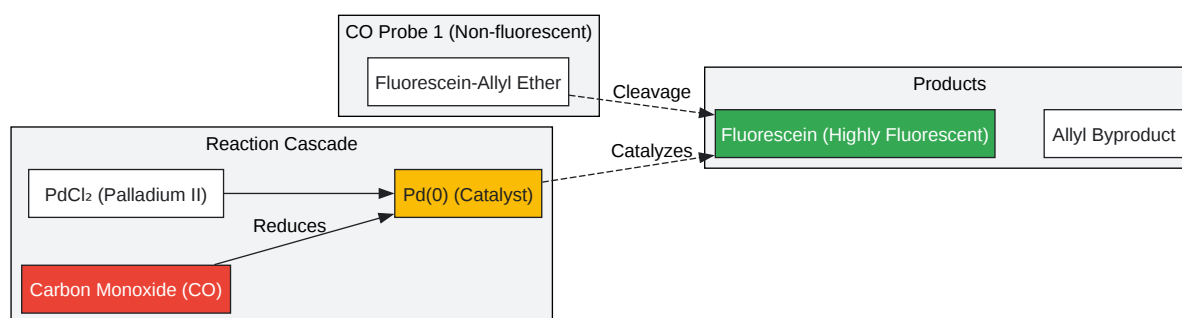 CO Probe 1 (Non-fluorescent)
Fluorescein-Allyl Ether
Cleavage
Products
Fluorescein (Highly Fluorescent)
Allyl Byproduct
Catalyzes
Reaction Cascade
PdCl₂ (Palladium II)
Pd(0) (Catalyst)
Reduces
Carbon Monoxide (CO)